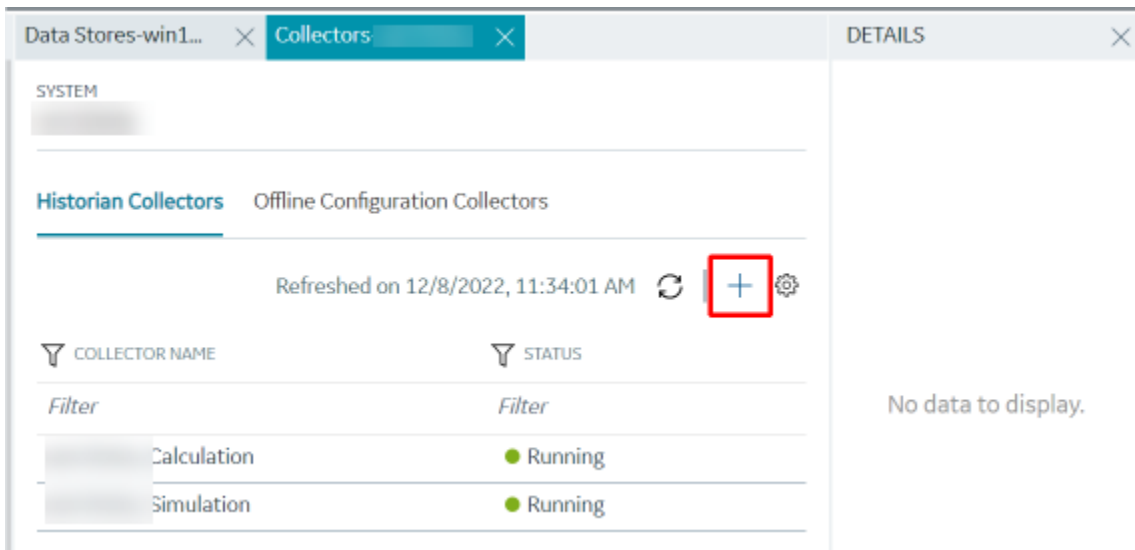 Data Stores-win1... Collectors DETAILS
SYSTEM
Historian Collectors Offline Configuration Collectors
Refreshed on 12/8/2022, 11:34:01 AM
COLLECTOR NAME STATUS
Filter Filter
No data to display.
Calculation Running
Simulation Running